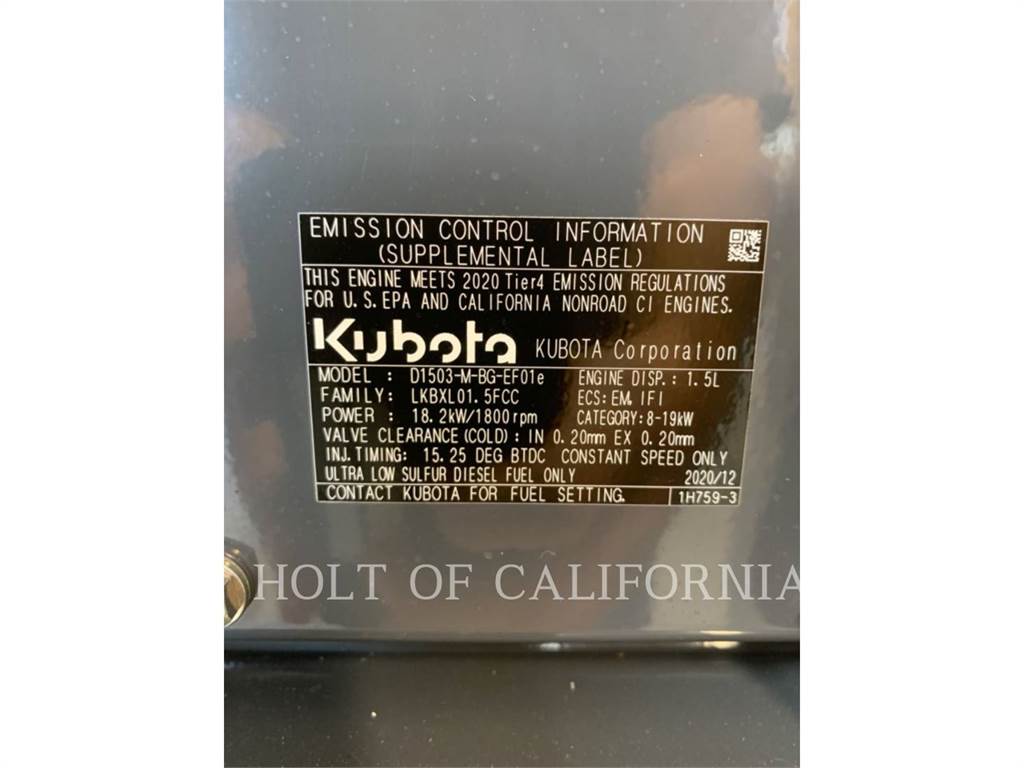 EMISSION CONTROL INFORMATION
(SUPPLEMENTAL LABEL)
THIS ENGINE MEETS 2020 Tier4 EMISSION REGULATIONS
FOR U.S. EPA AND CALIFORNIA NONROAD CI ENGINES.
Kubota KUBOTA Corporation
MODEL : D1503-M-BG-EF01e ENGINE DISP.: 1.5L
FAMILY: LKBXL01.5FCC ECS: EM, IFI
POWER : 18.2kW/1800rpm CATEGORY: 8-19kW
VALVE CLEARANCE (COLD) : IN 0.20mm EX 0.20mm
INJ. TIMING: 15.25 DEG BTDC CONSTANT SPEED ONLY
ULTRA LOW SULFUR DIESEL FUEL ONLY 2020/12
CONTACT KUBOTA FOR FUEL SETTING. 1H759-3
HOLT OF CALIFORNIA